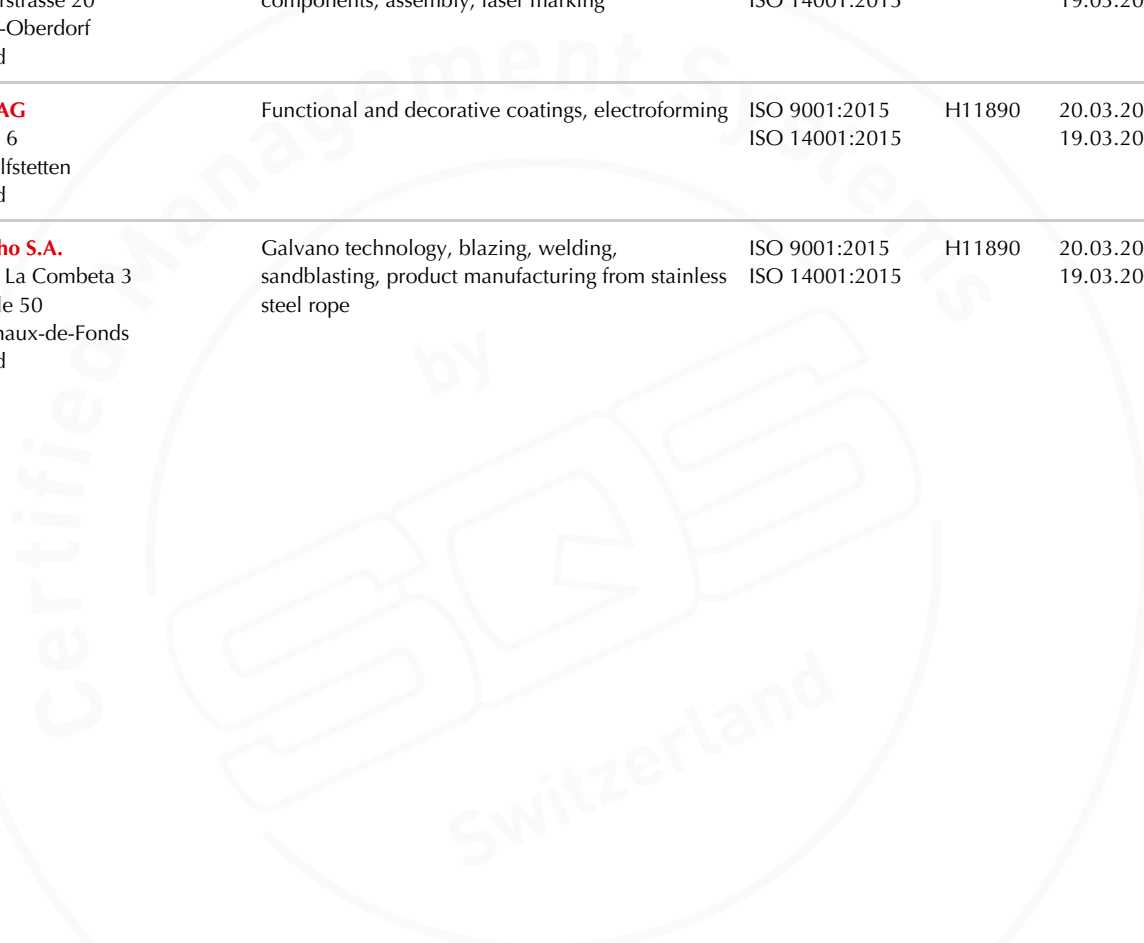 rstrasse 20 components, assembly, laser marking ISO 14001:2015 19.03.20
-Oberdorf
d
AG Functional and decorative coatings, electroforming ISO 9001:2015 H11890 20.03.20
6 ISO 14001:2015 19.03.20
lfstetten
d
ho S.A. Galvano technology, blazing, welding, ISO 9001:2015 H11890 20.03.20
La Combeta 3 sandblasting, product manufacturing from stainless ISO 14001:2015 19.03.20
le 50 steel rope
naux-de-Fonds
d
Certified Management Systems
by
SQS
Switzerland